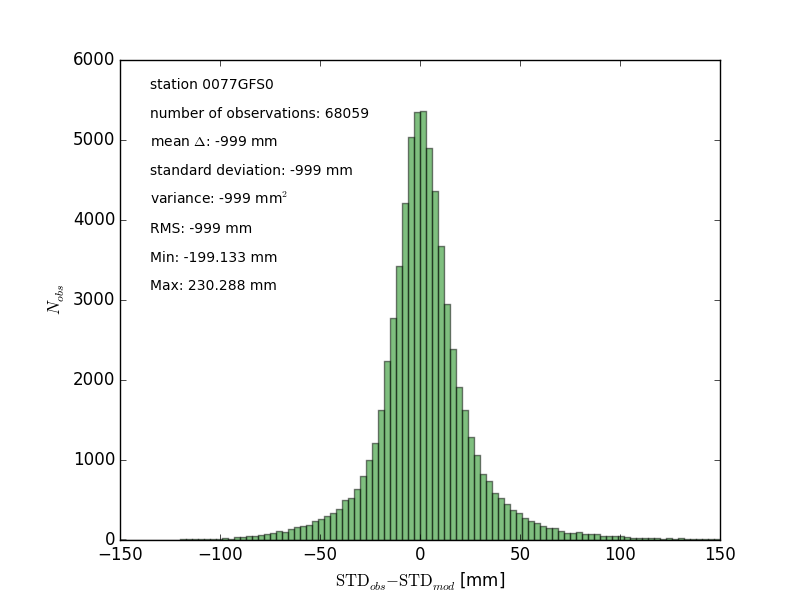 station 0077GFS0
number of observations: 68059
mean Δ: -999 mm
standard deviation: -999 mm
variance: -999 mm²
RMS: -999 mm
Min: -199.133 mm
Max: 230.288 mm
6000
5000
4000
3000
2000
1000
0
N_obs
−150 −100 −50 0 50 100 150
STD_obs−STD_mod [mm]